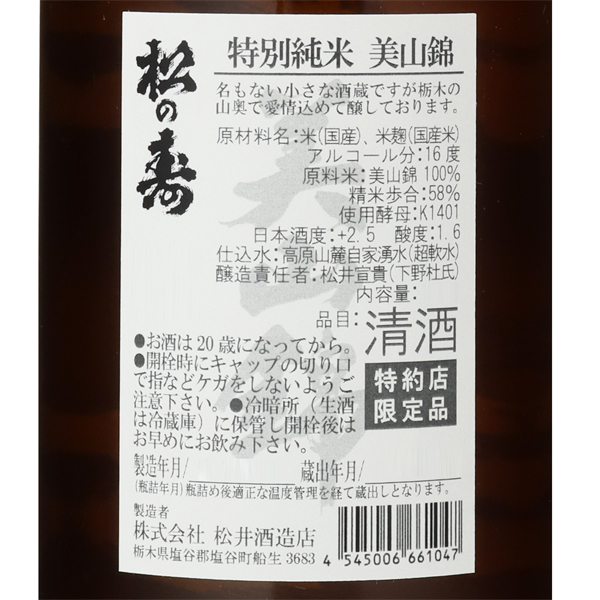 松の寿
特別純米 美山錦
名もない小さな酒蔵ですが栃木の
山奥で愛情込めて醸しております。
原材料名:米(国産)、米麹(国産米)
アルコール分:16度
原料米:美山錦 100%
精米歩合:58%
使用酵母:K1401
日本酒度:+2.5 酸度:1.6
仕込水:高原山麓自家湧水(超軟水)
醸造責任者:松井宣貴(下野杜氏)
内容量:
品目:清酒
●お酒は20歳になってから。
●開栓時にキャップの切り口
で指などケガをしないようご
注意下さい。●冷暗所(生酒
は冷蔵庫)に保管し開栓後は
お早めにお飲み下さい。
特約店
限定品
製造年月/ 蔵出年月/
(瓶詰年月)瓶詰め後適正な温度管理を経て蔵出しとなります。
製造者
株式会社 松井酒造店
栃木県塩谷郡塩谷町船生 3683
4 545006 661047
美山錦